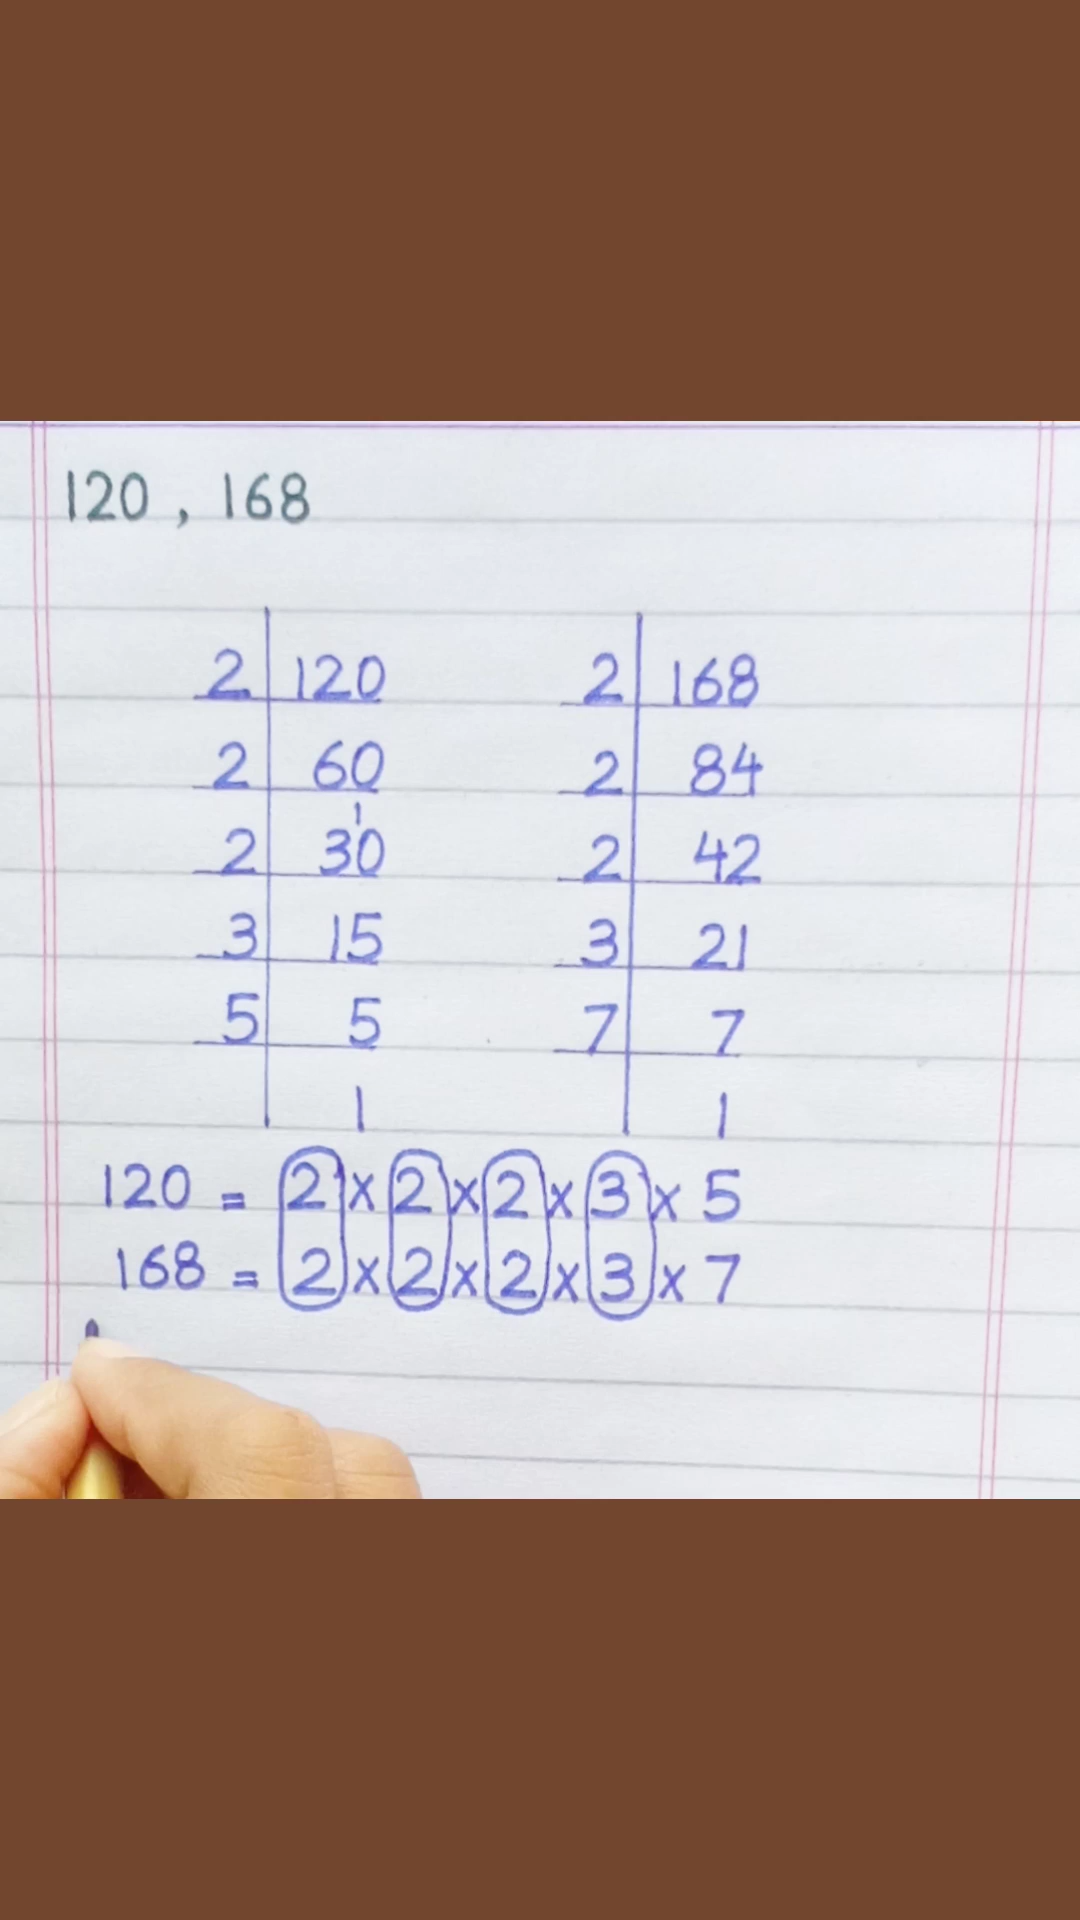 120 , 168
2 120 2 168
2 60 2 84
1
2 30 2 42
3 15 3 21
5 5 7 7
1 1
120 = 2 x 2 x 2 x 3 x 5
168 = 2 x 2 x 2 x 3 x 7